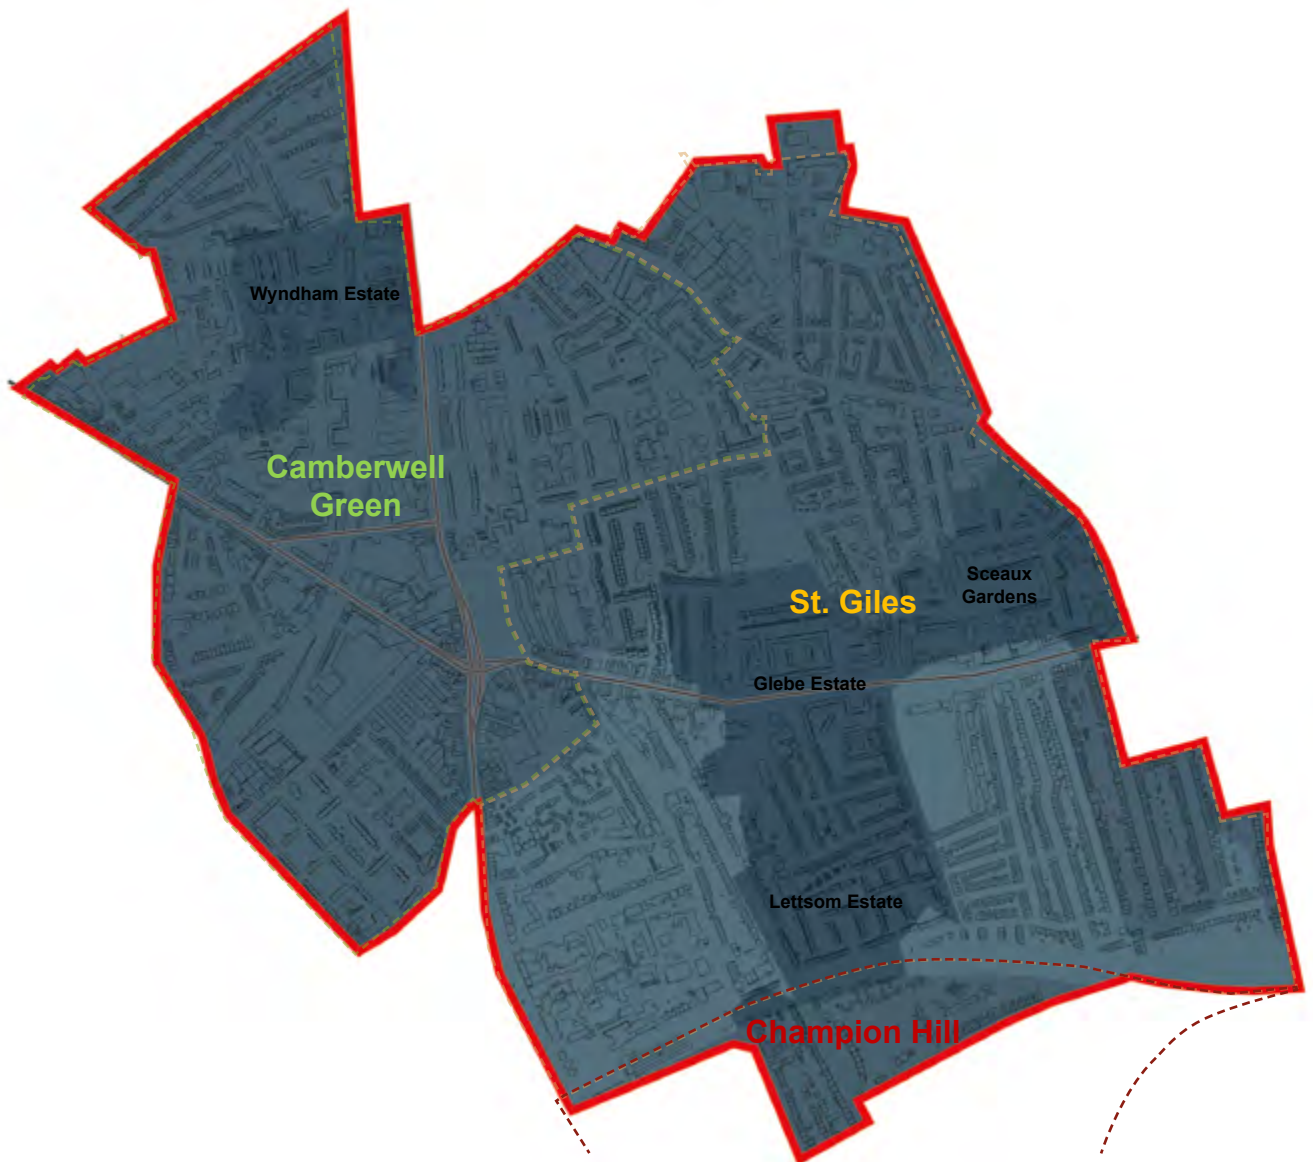 Wyndham Estate
Camberwell
Green
Sceaux
Gardens
St. Giles
Glebe Estate
Lettsom Estate
Champion Hill